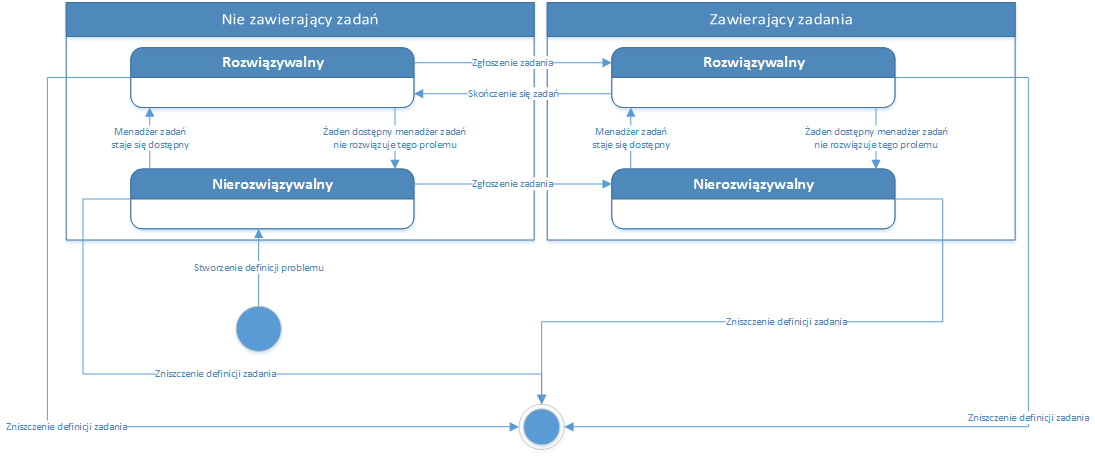 Nie zawierający zadań
Zawierający zadania
Rozwiązywalny
Zgłoszenie zadania
Rozwiązywalny
Skończenie się zadań
Menadżer zadań
staje się dostępny
Żaden dostępny menadżer zadań
nie rozwiązuje tego prolemu
Menadżer zadań
staje się dostępny
Żaden dostępny menadżer zadań
nie rozwiązuje tego prolemu
Nierozwiązywalny
Zgłoszenie zadania
Nierozwiązywalny
Stworzenie definicji problemu
Zniszczenie definicji zadania
Zniszczenie definicji zadania
Zniszczenie definicji zadania
Zniszczenie definicji zadania